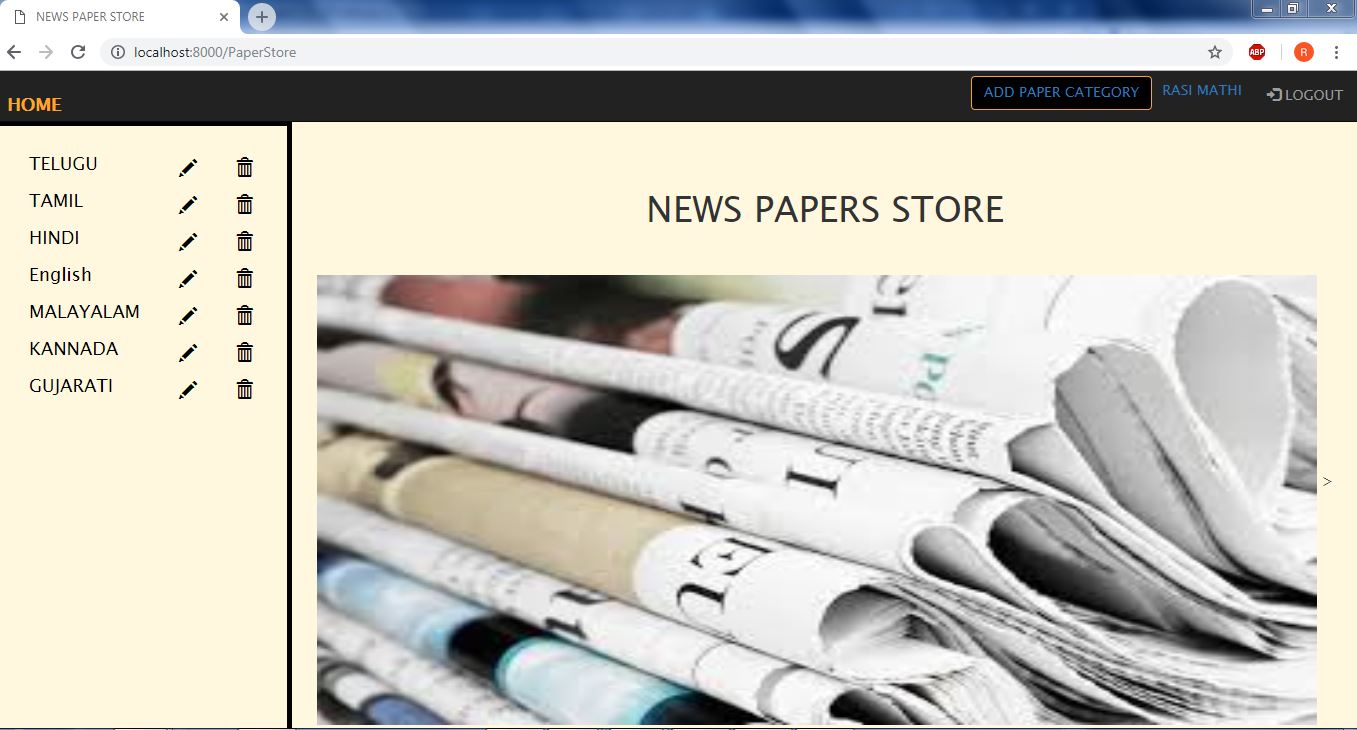 NEWS PAPER STORE
localhost:8000/PaperStore
ABP
R
HOME
ADD PAPER CATEGORY
RASI MATHI
LOGOUT
TELUGU
TAMIL
HINDI
English
MALAYALAM
KANNADA
GUJARATI
NEWS PAPERS STORE
>